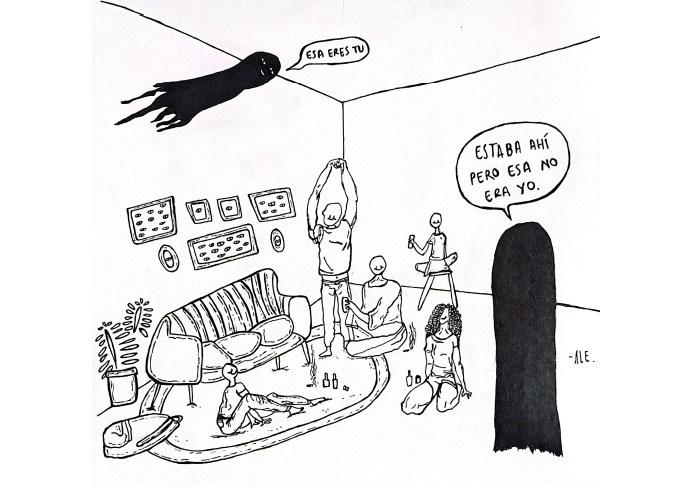 ESA ERES TU
ESTABA AHÍ
PERO ESA NO
ERA YO.
-ALE.